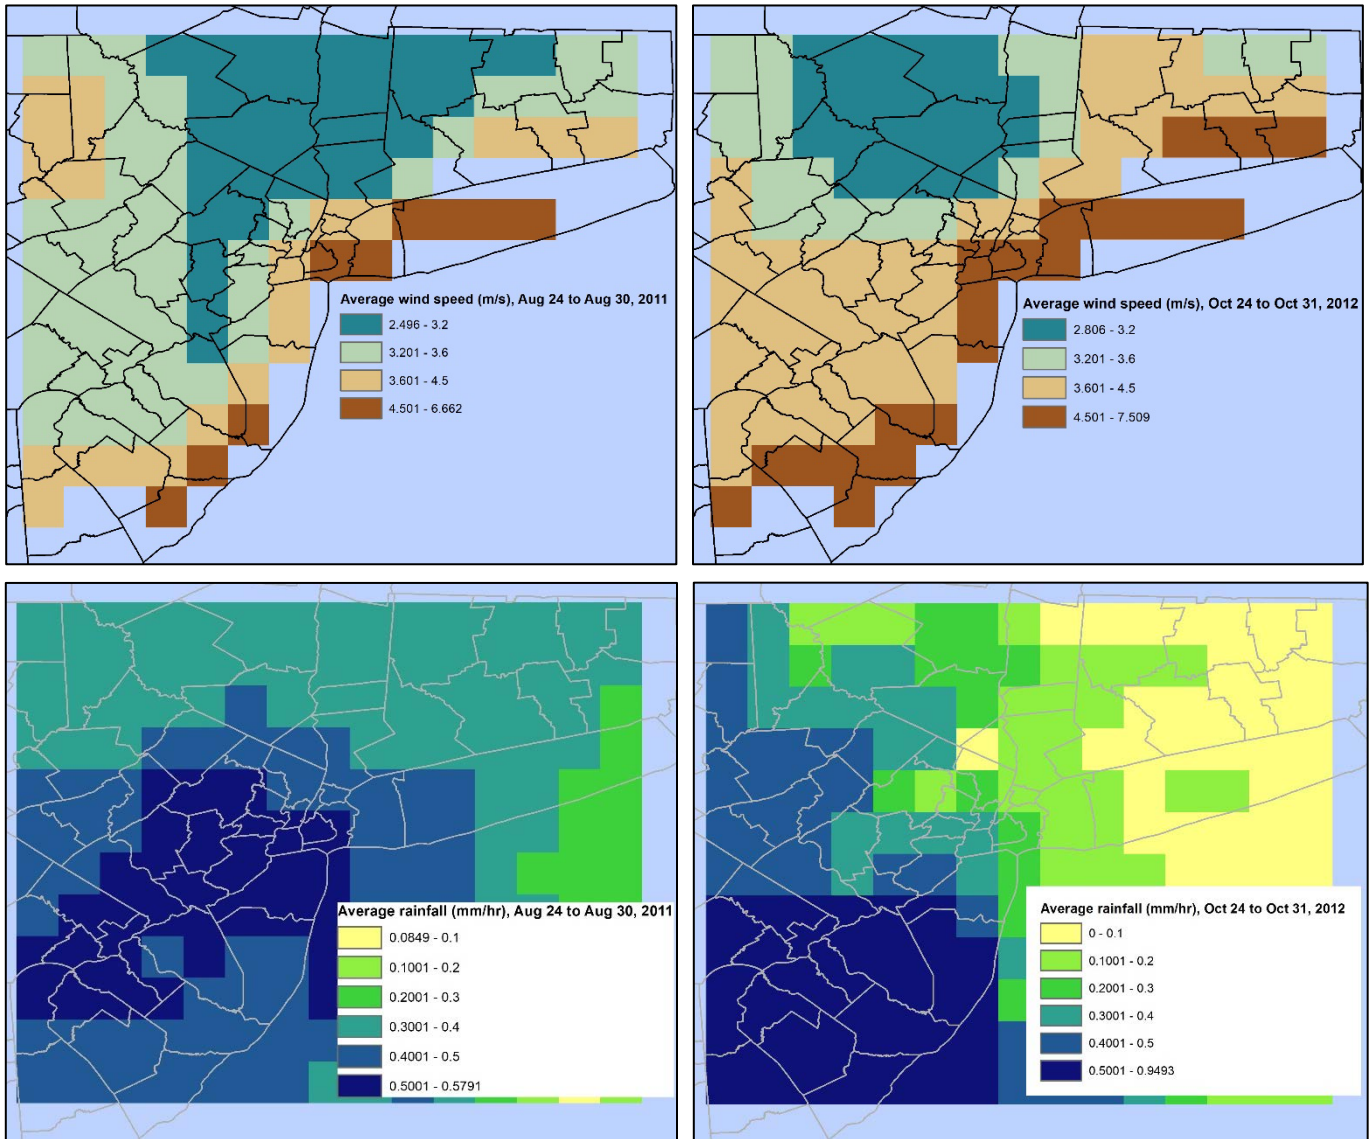 Average wind speed (m/s), Aug 24 to Aug 30, 2011
2.496 - 3.2
3.201 - 3.6
3.601 - 4.5
4.501 - 6.662
Average wind speed (m/s), Oct 24 to Oct 31, 2012
2.806 - 3.2
3.201 - 3.6
3.601 - 4.5
4.501 - 7.509
Average rainfall (mm/hr), Aug 24 to Aug 30, 2011
0.0849 - 0.1
0.1001 - 0.2
0.2001 - 0.3
0.3001 - 0.4
0.4001 - 0.5
0.5001 - 0.5791
Average rainfall (mm/hr), Oct 24 to Oct 31, 2012
0 - 0.1
0.1001 - 0.2
0.2001 - 0.3
0.3001 - 0.4
0.4001 - 0.5
0.5001 - 0.9493